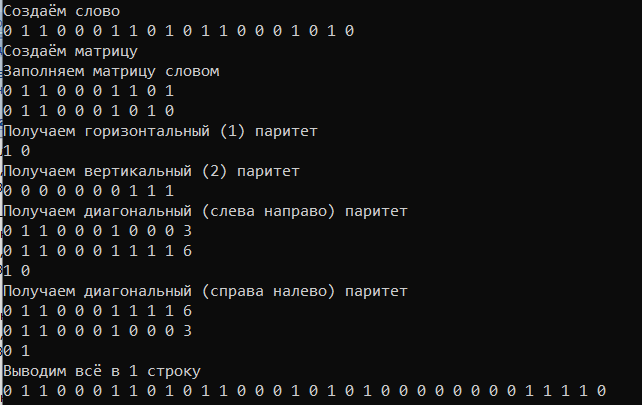 Создаём слово
0 1 1 0 0 0 1 1 0 1 0 1 1 0 0 0 1 0 1 0
Создаём матрицу
Заполняем матрицу словом
0 1 1 0 0 0 1 1 0 1
0 1 1 0 0 0 1 0 1 0
Получаем горизонтальный (1) паритет
1 0
Получаем вертикальный (2) паритет
0 0 0 0 0 0 0 1 1 1
Получаем диагональный (слева направо) паритет
0 1 1 0 0 0 1 0 0 0 3
0 1 1 0 0 0 1 1 1 1 6
1 0
Получаем диагональный (справа налево) паритет
0 1 1 0 0 0 1 1 1 1 6
0 1 1 0 0 0 1 0 0 0 3
0 1
Выводим всё в 1 строку
0 1 1 0 0 0 1 1 0 1 0 1 1 0 0 0 1 0 1 0 1 0 0 0 0 0 0 0 0 1 1 1 1 0